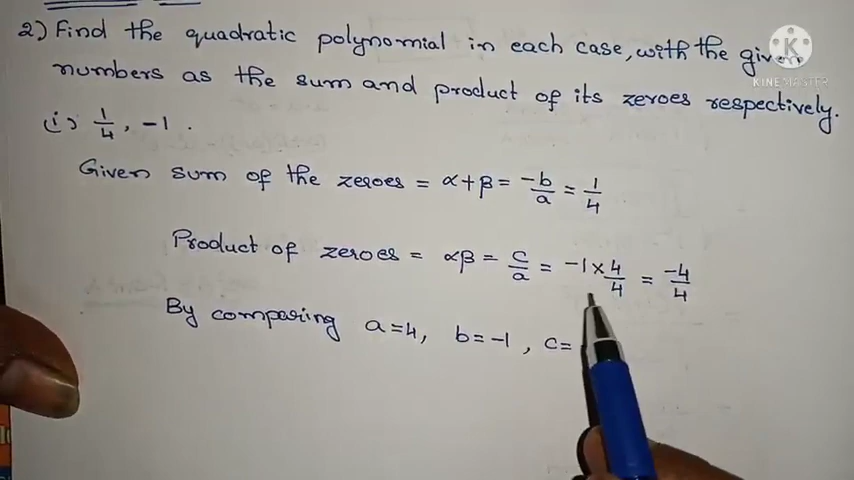 2) Find the quadratic polynomial in each case, with the given
numbers as the sum and product of its zeroes respectively.
(i) 1/4, -1.
Given sum of the zeroes = α+β = -b/a = 1/4
Product of zeroes = αβ = c/a = -1 × 4/4 = -4/4
By comparing a=4, b=-1, c=
KINEMASTER